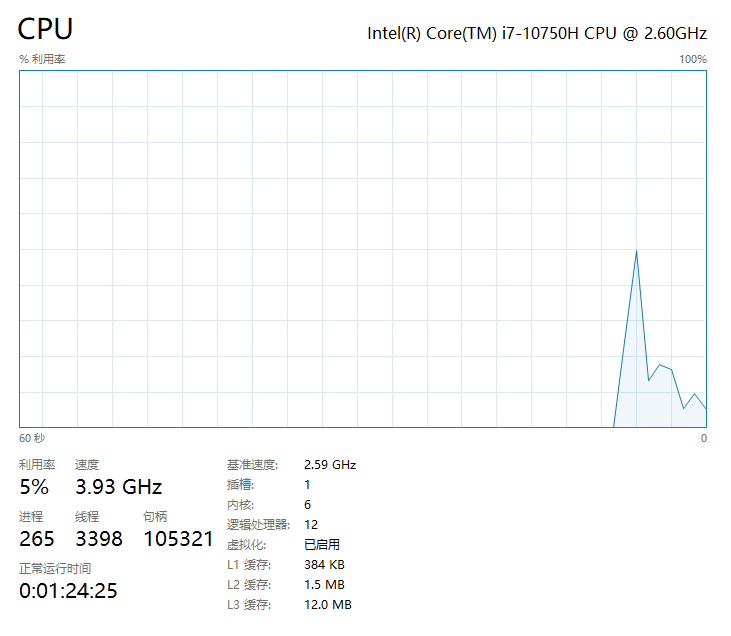 CPU
Intel(R) Core(TM) i7-10750H CPU @ 2.60GHz
% 利用率 100%
60 秒 0
利用率 速度
5% 3.93 GHz
进程 线程 句柄
265 3398 105321
正常运行时间
0:01:24:25
基准速度: 2.59 GHz
插槽: 1
内核: 6
逻辑处理器: 12
虚拟化: 已启用
L1 缓存: 384 KB
L2 缓存: 1.5 MB
L3 缓存: 12.0 MB